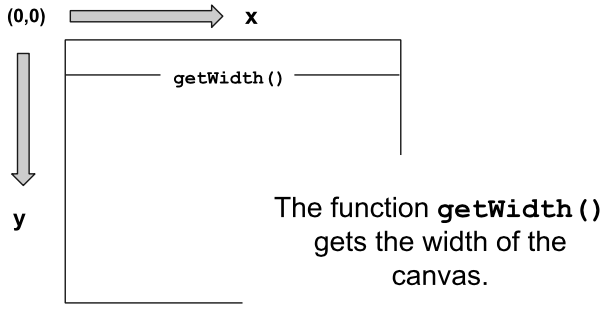 (0,0)
x
getWidth()
y
The function getWidth()
gets the width of the
canvas.